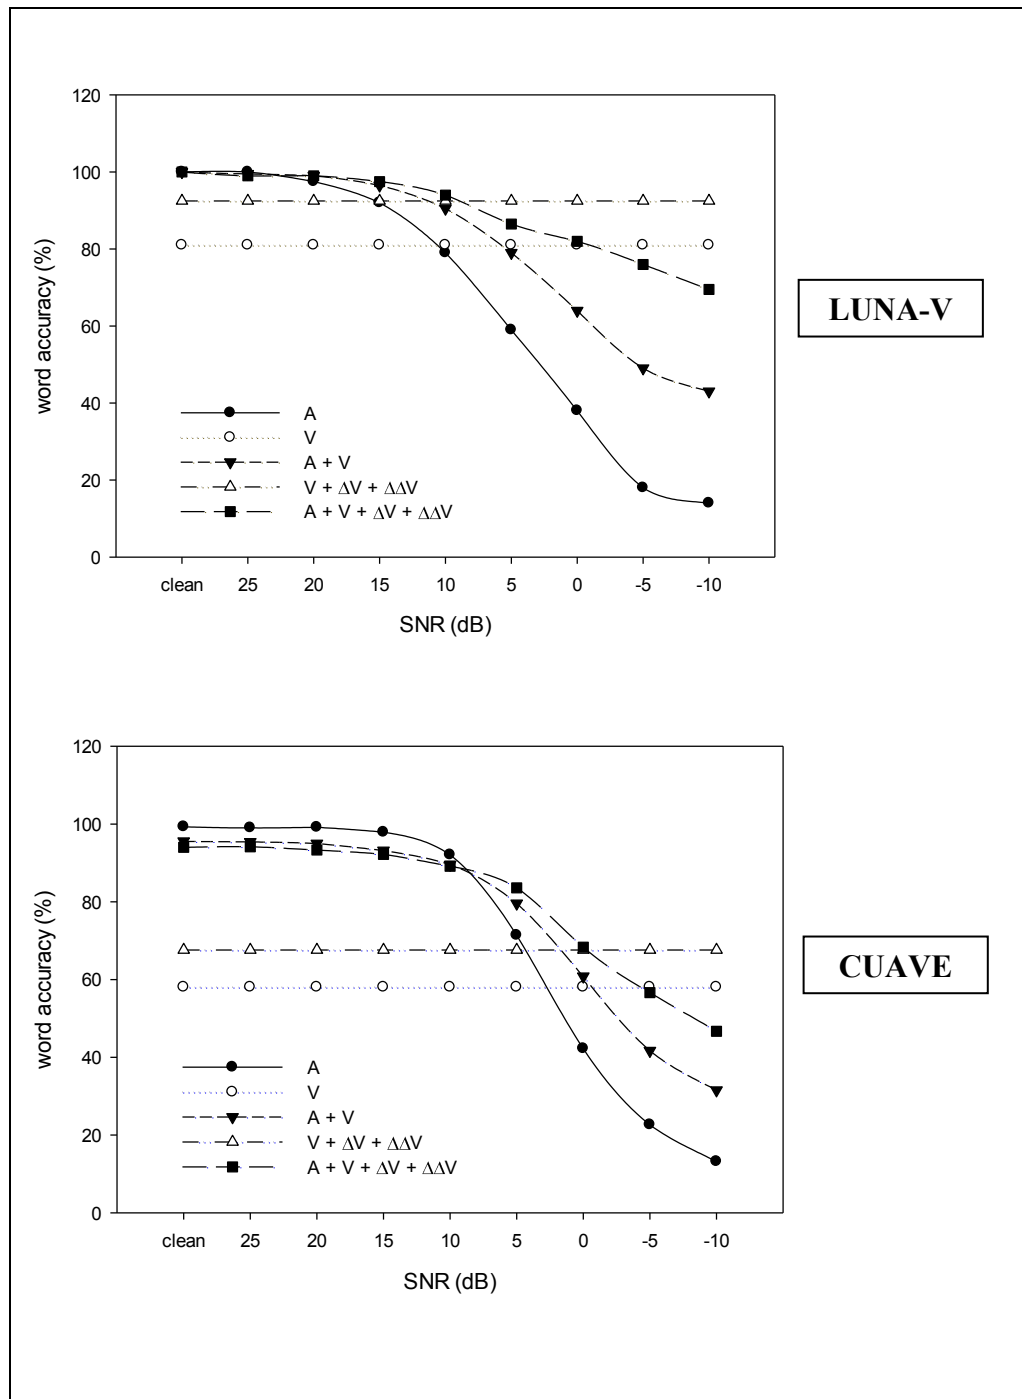 120
100
80
60
40
20
0
word accuracy (%)
A
V
A + V
V + ΔV + ΔΔV
A + V + ΔV + ΔΔV
clean 25 20 15 10 5 0 -5 -10
SNR (dB)
LUNA-V
120
100
80
60
40
20
0
word accuracy (%)
A
V
A + V
V + ΔV + ΔΔV
A + V + ΔV + ΔΔV
clean 25 20 15 10 5 0 -5 -10
SNR (dB)
CUAVE